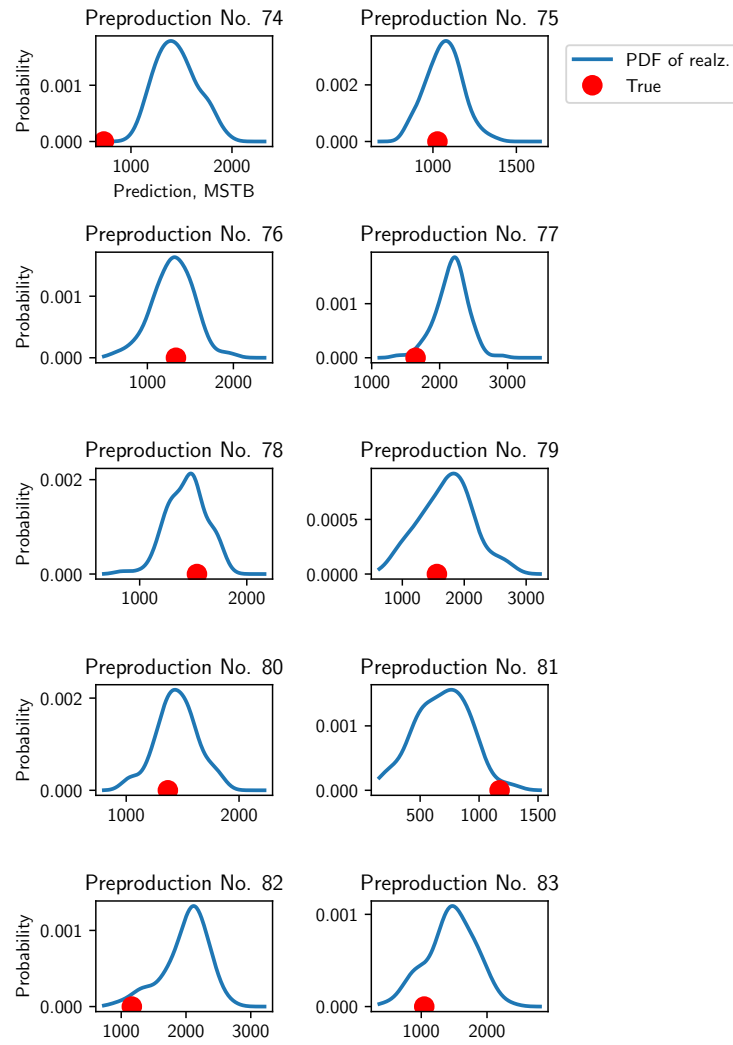 Preproduction No. 74
Preproduction No. 75
PDF of realz.
True
Probability
0.001
0.000
1000
2000
Prediction, MSTB
0.002
0.000
1000
1500
Preproduction No. 76
Preproduction No. 77
Probability
0.001
0.000
1000
2000
0.001
0.000
1000
2000
3000
Preproduction No. 78
Preproduction No. 79
Probability
0.002
0.000
1000
2000
0.0005
0.0000
1000
2000
3000
Preproduction No. 80
Preproduction No. 81
Probability
0.002
0.000
1000
2000
0.001
0.000
500
1000
1500
Preproduction No. 82
Preproduction No. 83
Probability
0.001
0.000
1000
2000
3000
0.001
0.000
1000
2000